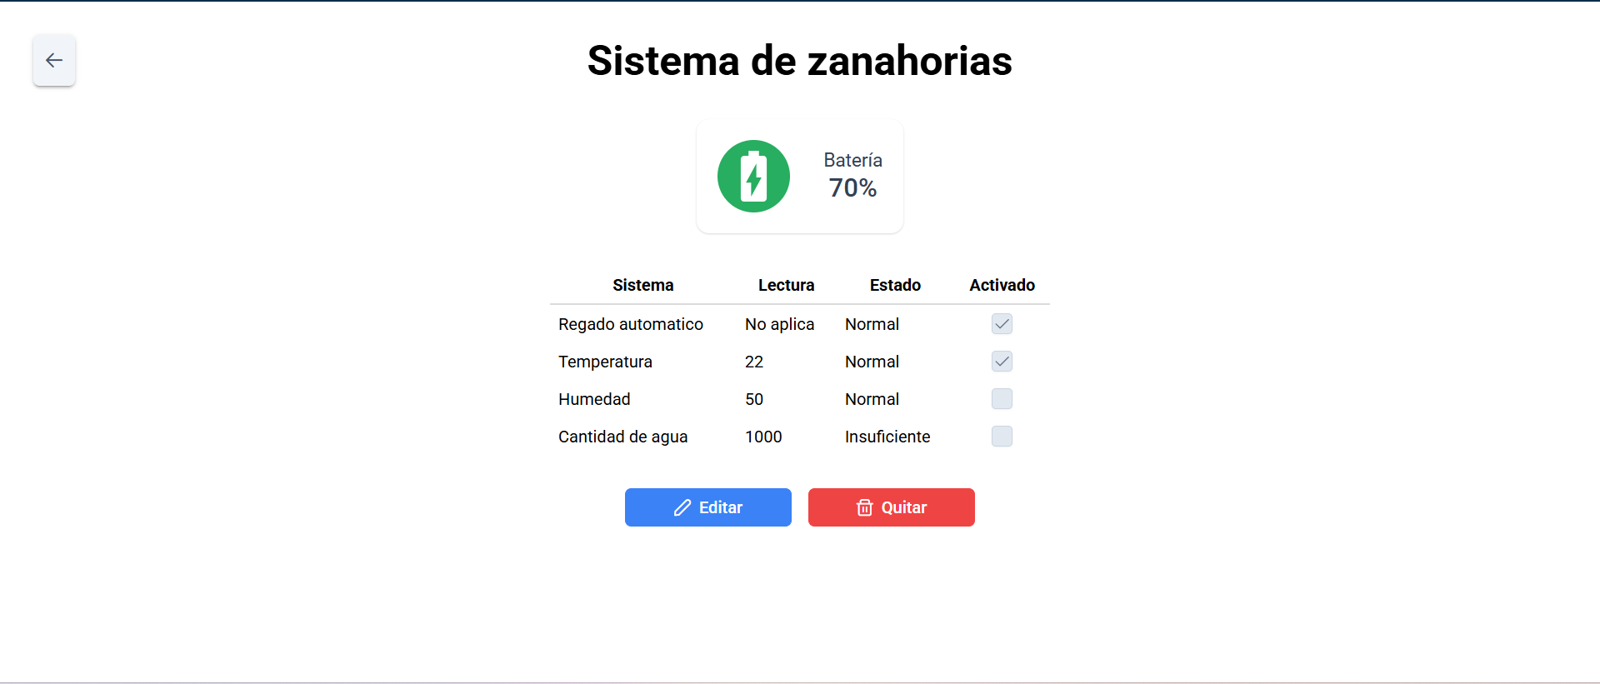 Sistema de zanahorias
Batería
70%
Sistema Lectura Estado Activado
Regado automatico No aplica Normal
Temperatura 22 Normal
Humedad 50 Normal
Cantidad de agua 1000 Insuficiente
Editar Quitar